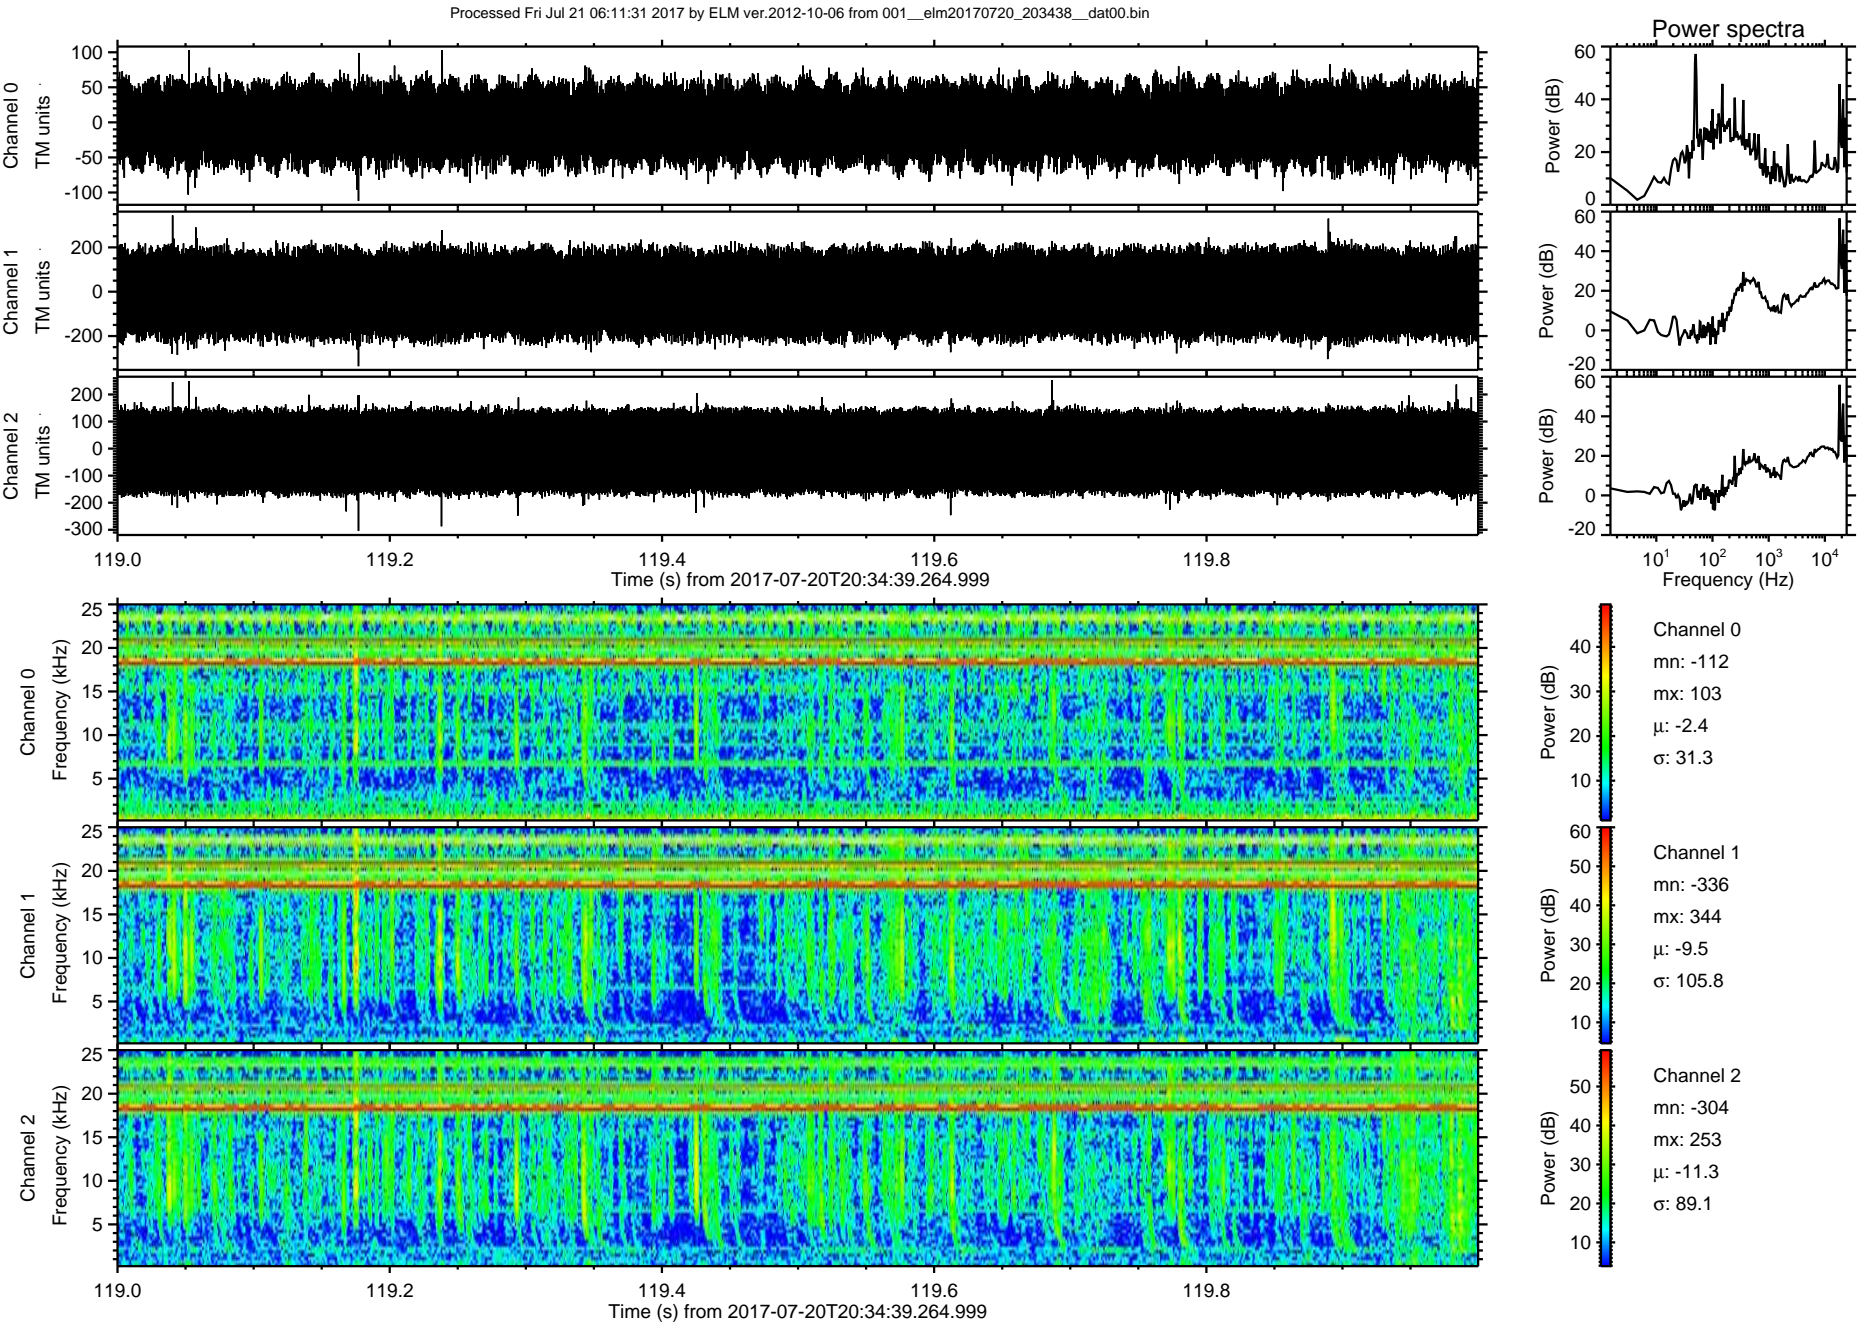 Processed Fri Jul 21 06:11:31 2017 by ELM ver.2012-10-06 from 001__elm20170720_203438__dat00.bin
Power spectra
Channel 0
TM units
100
50
0
-50
-100
Power (dB)
60
40
20
0
Channel 1
TM units
200
0
-200
Power (dB)
60
40
20
0
-20
Channel 2
TM units
200
100
0
-100
-200
-300
Power (dB)
60
40
20
0
-20
119.0 119.2 119.4 119.6 119.8
Time (s) from 2017-07-20T20:34:39.264.999
10¹ 10² 10³ 10⁴
Frequency (Hz)
Channel 0
Frequency (kHz)
25
20
15
10
5
Power (dB)
40
30
20
10
Channel 0
mn: -112
mx: 103
μ: -2.4
σ: 31.3
Channel 1
Frequency (kHz)
25
20
15
10
5
Power (dB)
60
50
40
30
20
10
Channel 1
mn: -336
mx: 344
μ: -9.5
σ: 105.8
Channel 2
Frequency (kHz)
25
20
15
10
5
Power (dB)
50
40
30
20
10
Channel 2
mn: -304
mx: 253
μ: -11.3
σ: 89.1
119.0 119.2 119.4 119.6 119.8
Time (s) from 2017-07-20T20:34:39.264.999